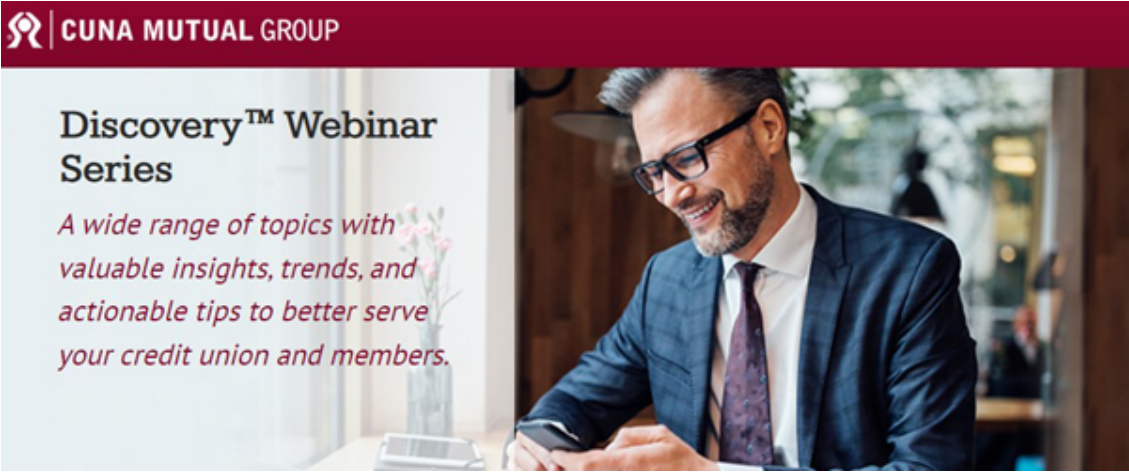 CUNA MUTUAL GROUP
Discovery™ Webinar
Series
A wide range of topics with
valuable insights, trends, and
actionable tips to better serve
your credit union and members.